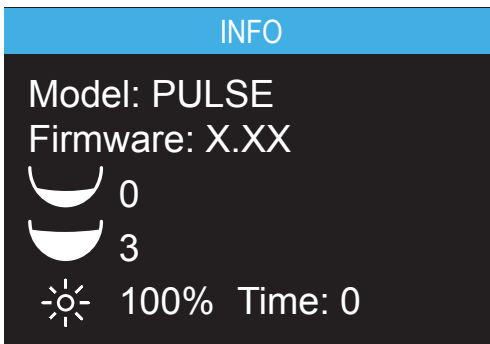 INFO
Model: PULSE
Firmware: X.XX
0
3
100% Time: 0